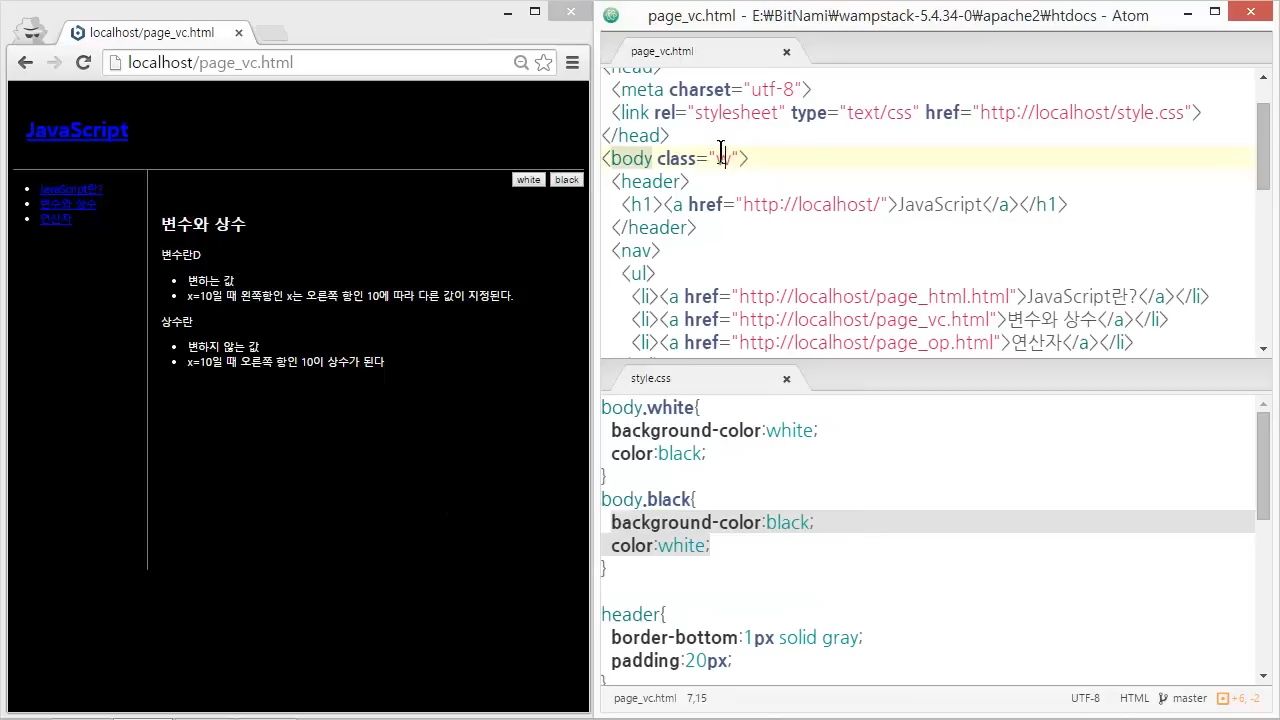 localhost/page_vc.html
localhost/page_vc.html
JavaScript
white black
JavaScript란?
변수와 상수
연산자
변수와 상수
변수란D
변하는 값
x=10일 때 왼쪽항인 x는 오른쪽 항인 10에 따라 다른 값이 지정된다.
상수란
변하지 않는 값
x=10일 때 오른쪽 항인 10이 상수가 된다
page_vc.html - E:₩BitNami₩wampstack-5.4.34-0₩apache2₩htdocs - Atom
page_vc.html
<head>
<meta charset="utf-8">
<link rel="stylesheet" type="text/css" href="http://localhost/style.css">
</head>
<body class="w">
<header>
<h1><a href="http://localhost/">JavaScript</a></h1>
</header>
<nav>
<ul>
<li><a href="http://localhost/page_html.html">JavaScript란?</a></li>
<li><a href="http://localhost/page_vc.html">변수와 상수</a></li>
<li><a href="http://localhost/page_op.html">연산자</a></li>
style.css
body.white{
background-color:white;
color:black;
}
body.black{
background-color:black;
color:white;
}
header{
border-bottom:1px solid gray;
padding:20px;
}
page_vc.html 7,15 UTF-8 HTML master +6, -2